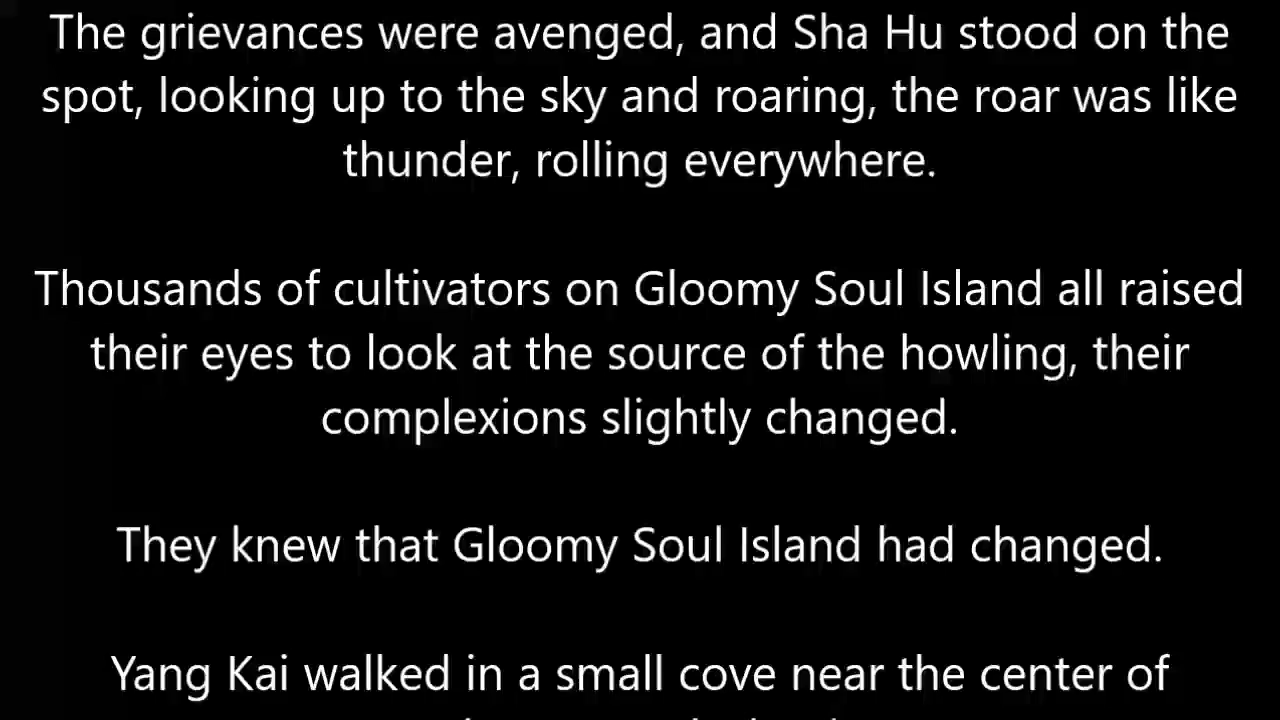 The grievances were avenged, and Sha Hu stood on the
spot, looking up to the sky and roaring, the roar was like
thunder, rolling everywhere.
Thousands of cultivators on Gloomy Soul Island all raised
their eyes to look at the source of the howling, their
complexions slightly changed.
They knew that Gloomy Soul Island had changed.
Yang Kai walked in a small cove near the center of